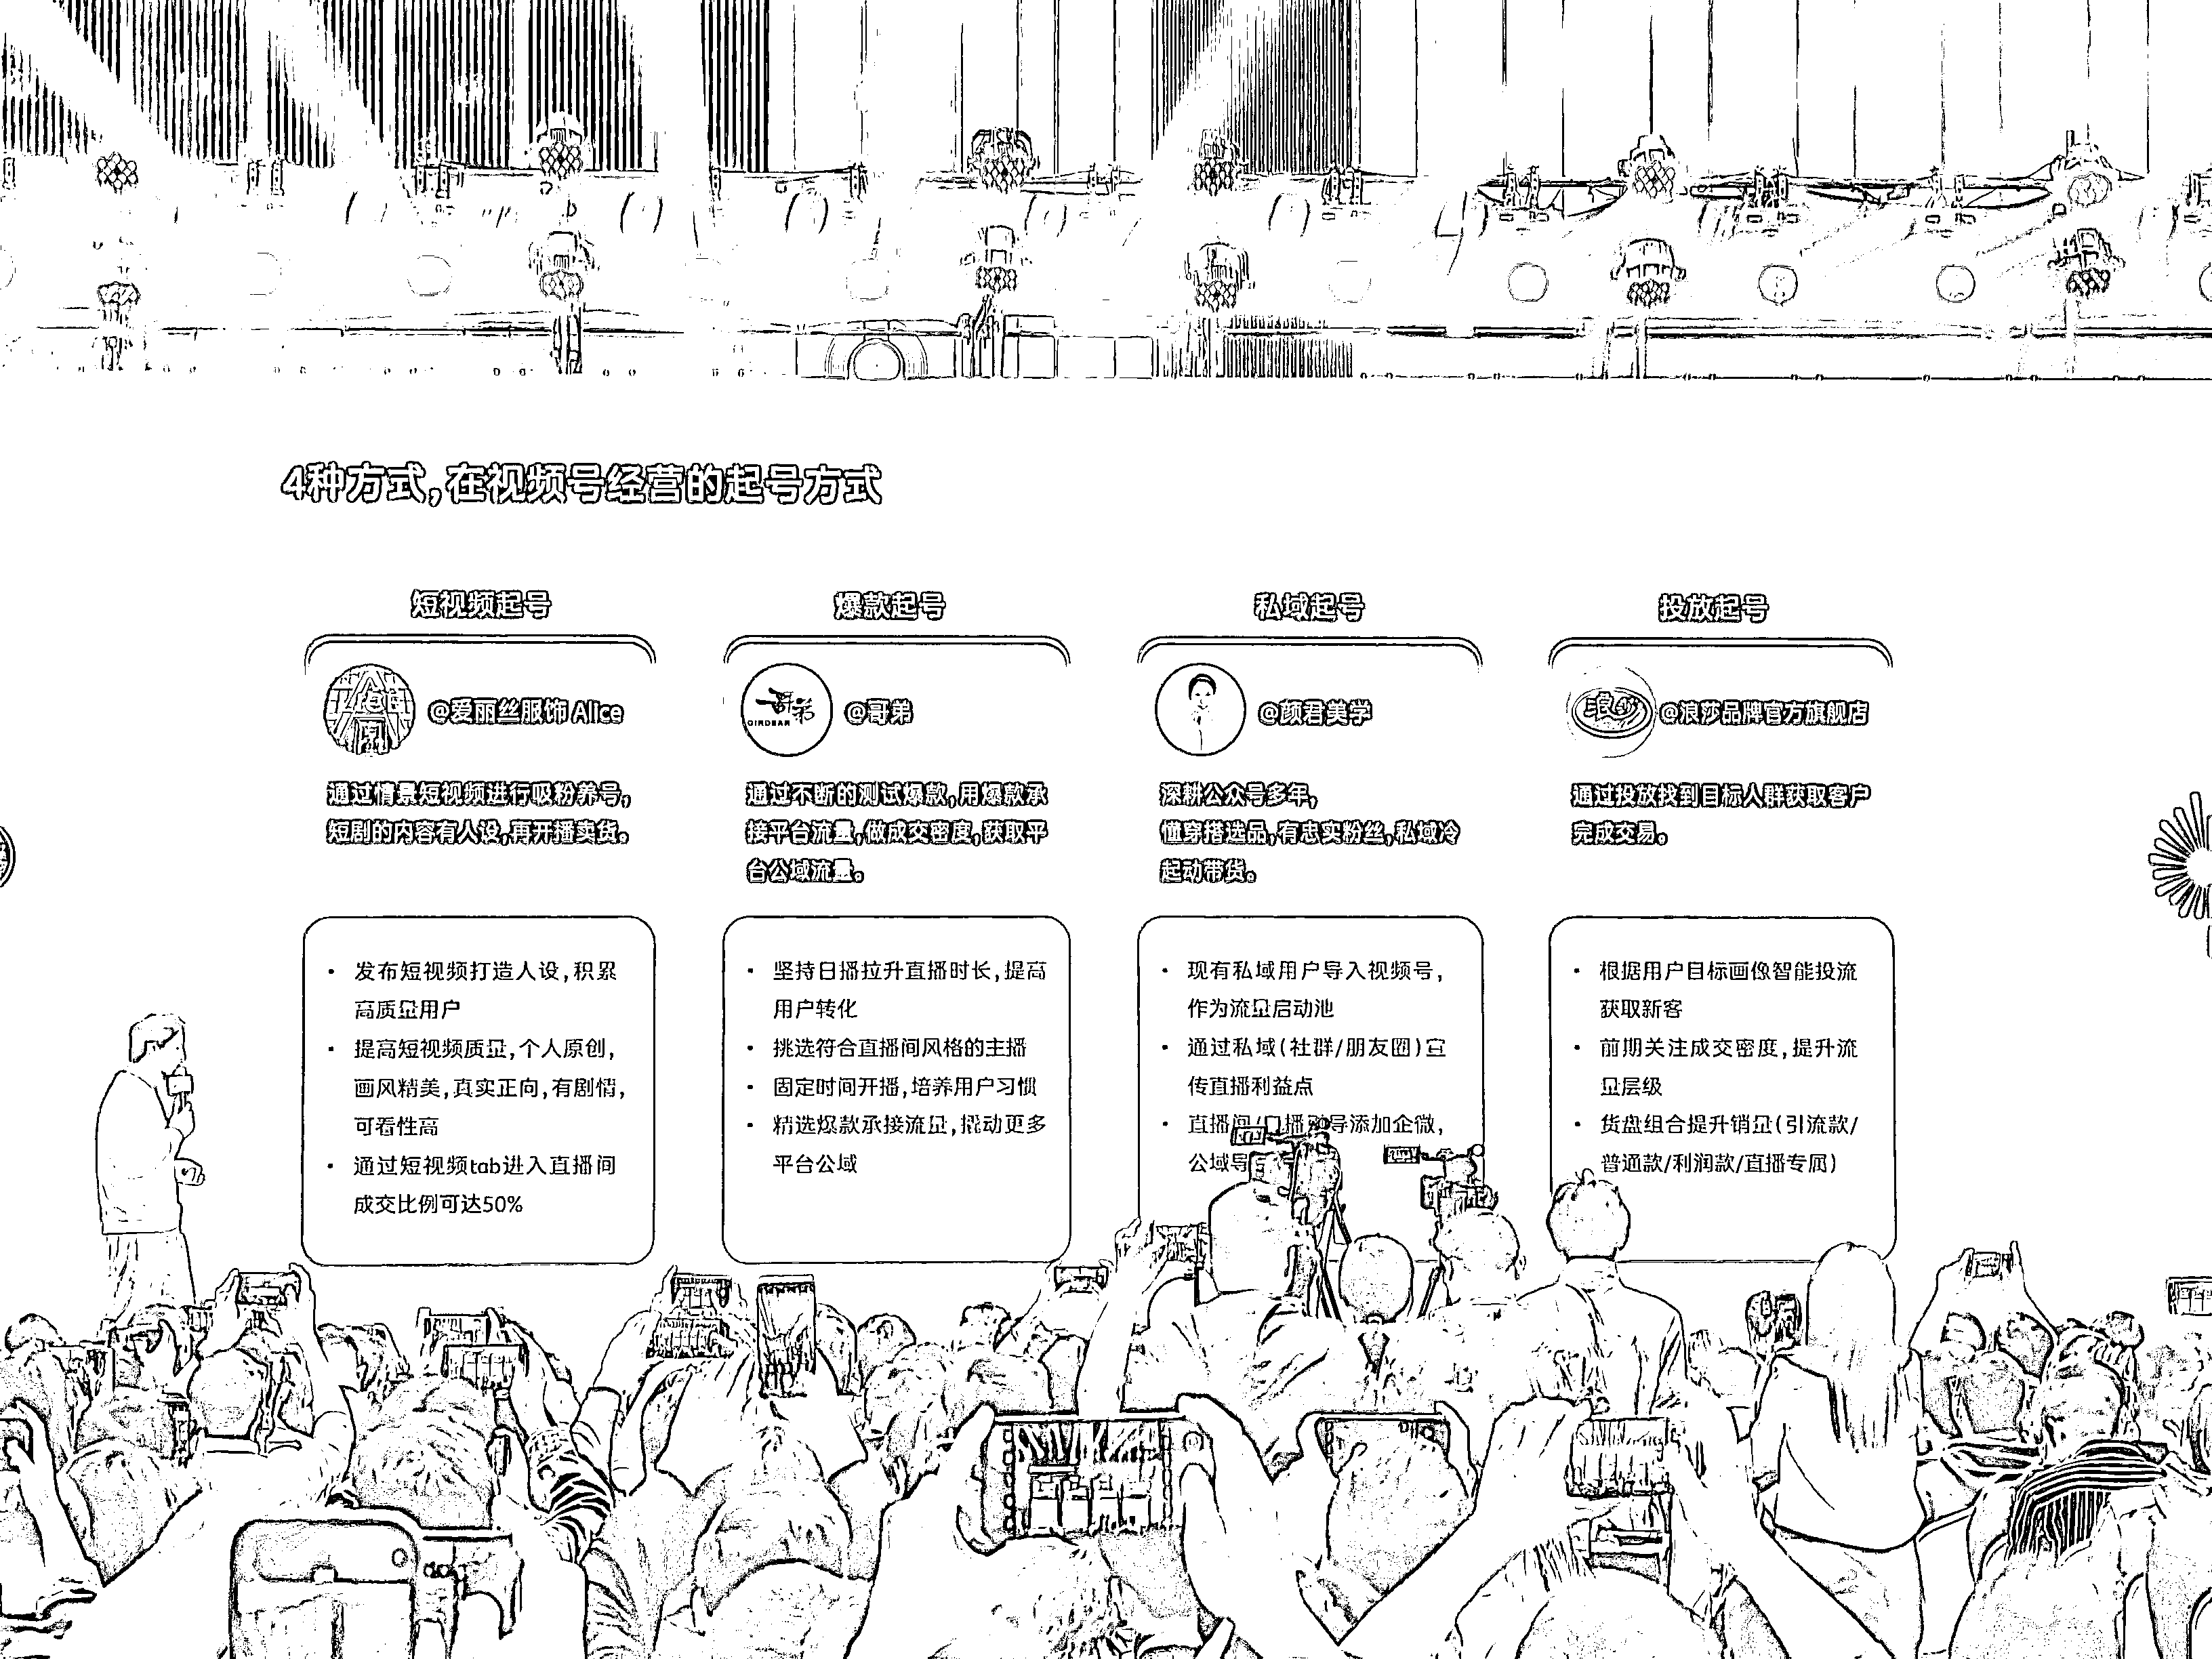 4种方式,在视频号经营的起号方式
短视频起号
@爱丽丝服饰 Alice
通过情景短视频进行吸粉养号,
短剧的内容有人设,再开播卖货。
• 发布短视频打造人设,积累
高质量用户
• 提高短视频质量,个人原创,
画风精美,真实正向,有剧情,
可看性高
• 通过短视频tab进入直播间
成交比例可达50%
爆款起号
哥弟
GIRDEAR
@哥弟
通过不断的测试爆款,用爆款承
接平台流量,做成交密度,获取平
台公域流量。
• 坚持日播拉升直播时长,提高
用户转化
• 挑选符合直播间风格的主播
• 固定时间开播,培养用户习惯
• 精选爆款承接流量,撬动更多
平台公域
私域起号
@颜君美学
深耕公众号多年,
懂穿搭选品,有忠实粉丝,私域冷
起动带货。
• 现有私域用户导入视频号,
作为流量启动池
• 通过私域(社群/朋友圈)宣
传直播利益点
• 直播间/口播引导添加企微,
公域导
投放起号
浪莎
@浪莎品牌官方旗舰店
通过投放找到目标人群获取客户
完成交易。
• 根据用户目标画像智能投流
获取新客
• 前期关注成交密度,提升流
量层级
• 货盘组合提升销量(引流款/
普通款/利润款/直播专属)